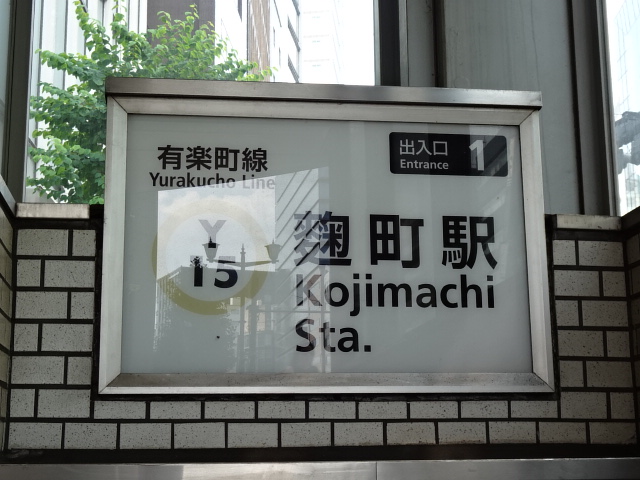 有楽町線
Yurakucho Line
出入口 1
Entrance
Y
15
麹町駅
Kojimachi
Sta.